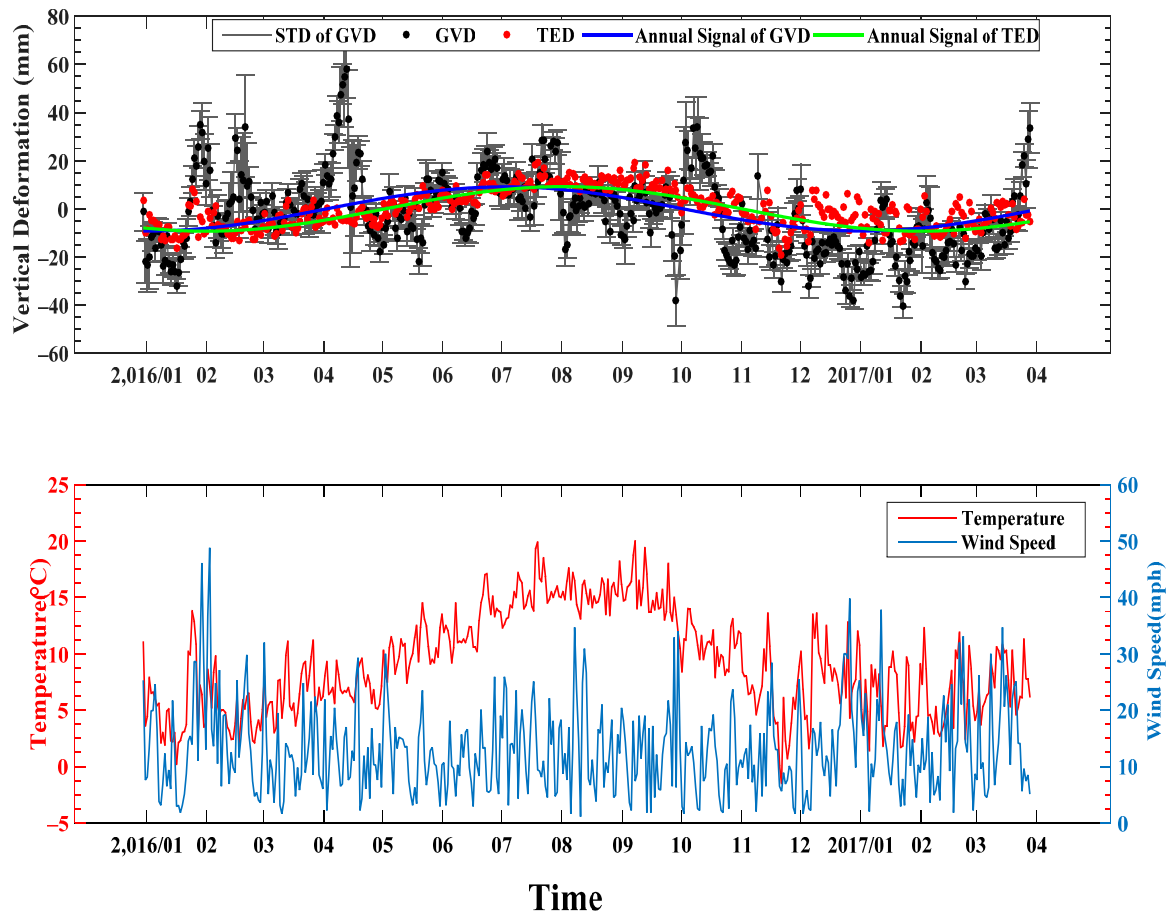 STD of GVD GVD TED Annual Signal of GVD Annual Signal of TED
Vertical Deformation (mm)
80
60
40
20
0
−20
−40
−60
2,016/01 02 03 04 05 06 07 08 09 10 11 12 2017/01 02 03 04
Temperature
Wind Speed
Temperature(°C)
25
20
15
10
5
0
−5
Wind Speed(mph)
60
50
40
30
20
10
0
2,016/01 02 03 04 05 06 07 08 09 10 11 12 2017/01 02 03 04
Time